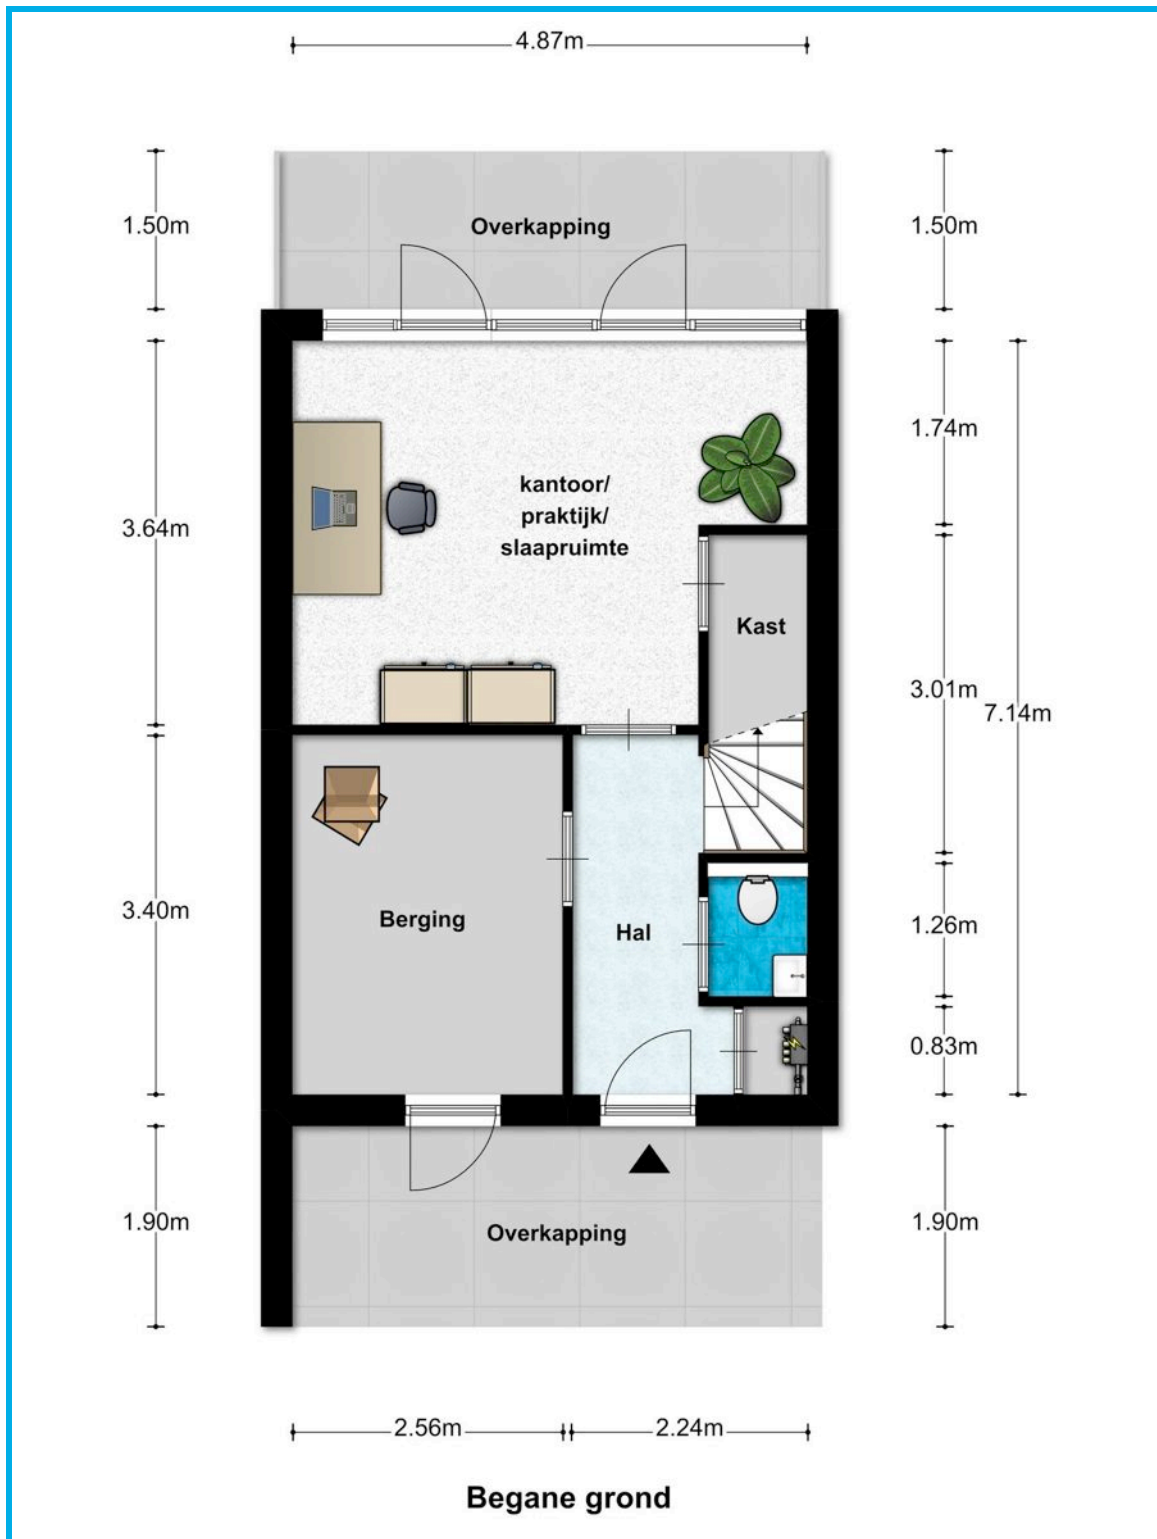 4.87m
1.50m
Overkapping
1.50m
1.74m
kantoor/
praktijk/
slaapruimte
3.64m
Kast
3.01m
7.14m
3.40m
Berging
Hal
1.26m
0.83m
1.90m
Overkapping
1.90m
2.56m
2.24m
Begane grond